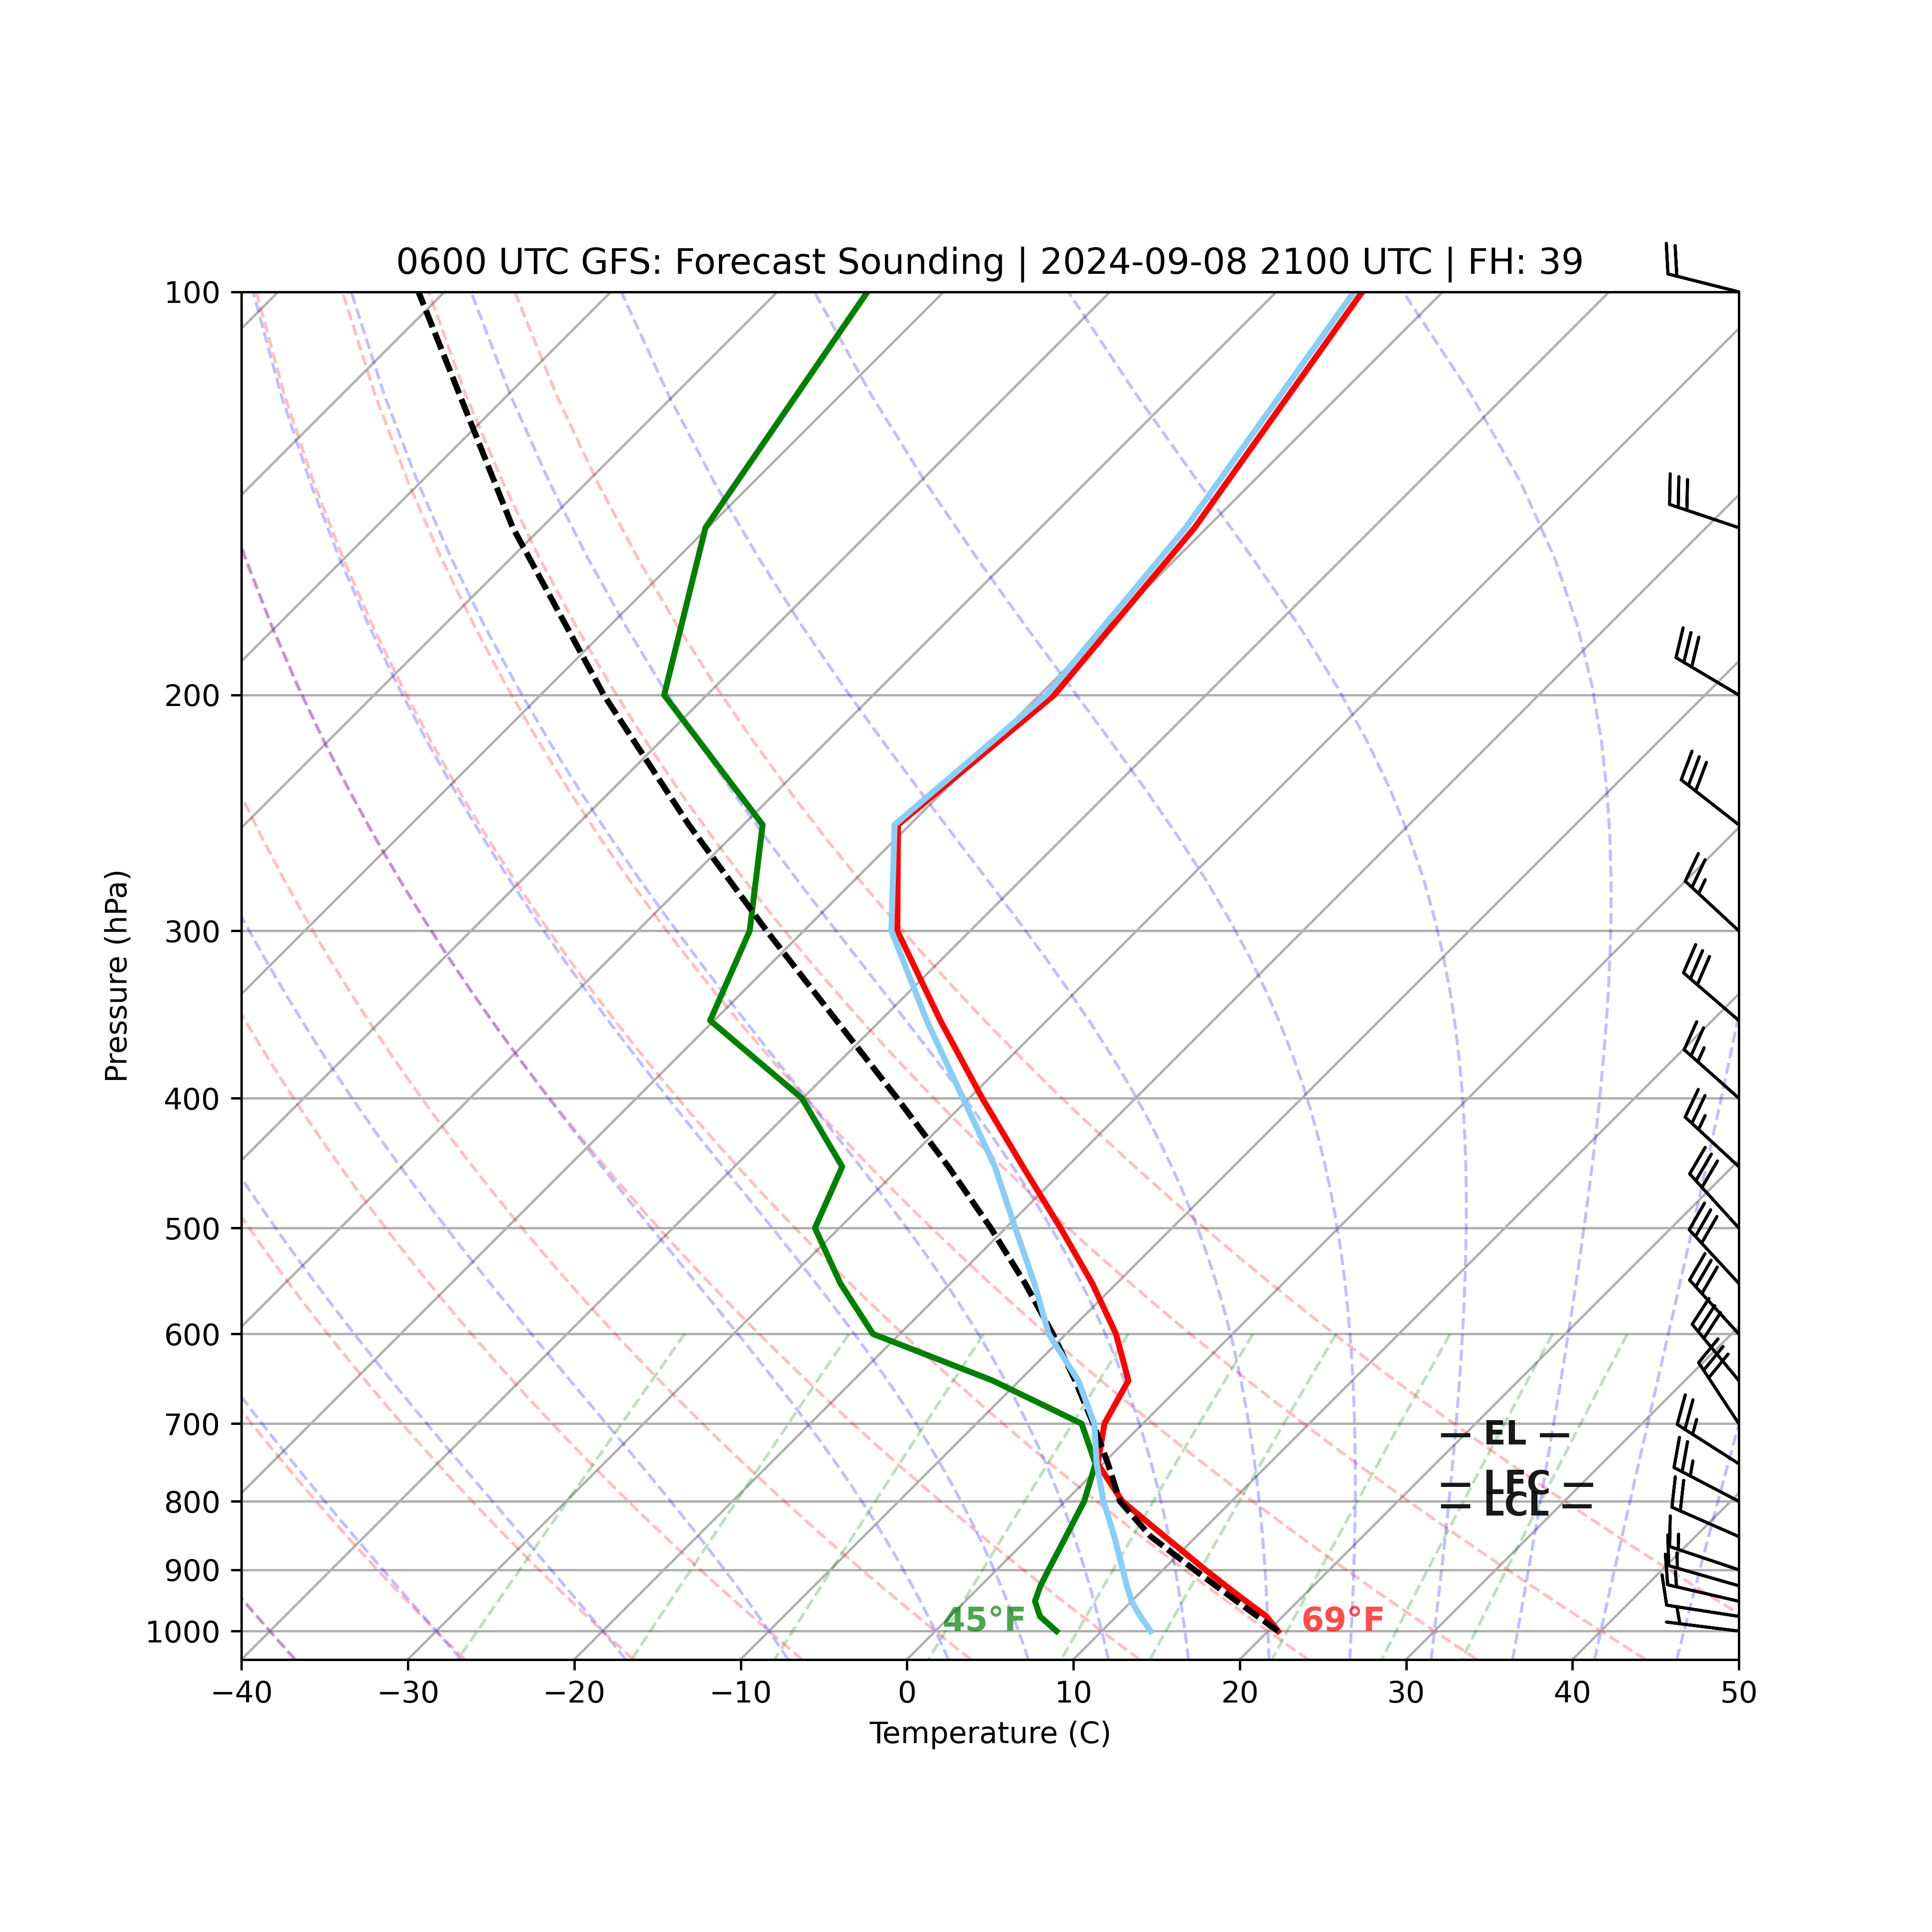 0600 UTC GFS: Forecast Sounding | 2024-09-08 2100 UTC | FH: 39
100
200
300
400
500
600
700
800
900
1000
Pressure (hPa)
— EL —
— LFC —
— LCL —
45°F
69°F
−40 −30 −20 −10 0 10 20 30 40 50
Temperature (C)